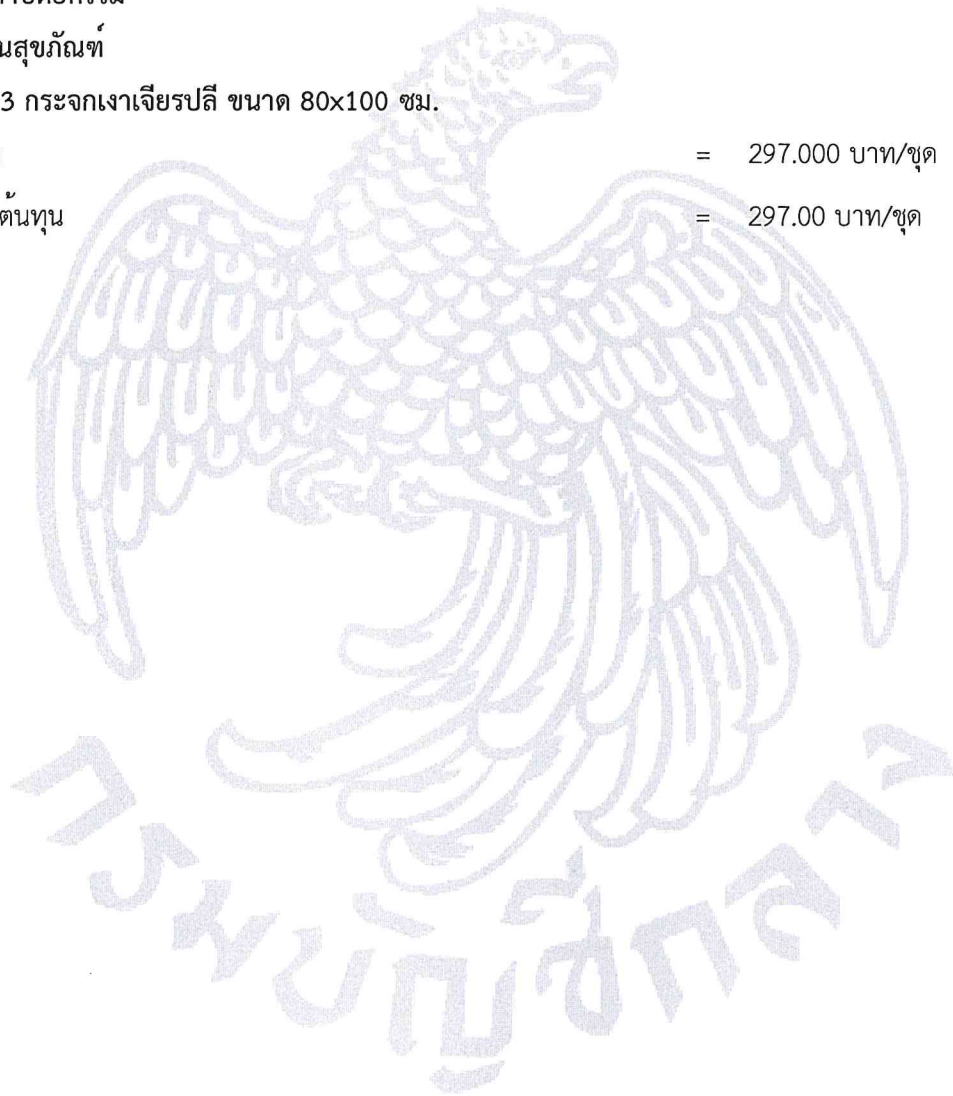 นสุขภัณฑ์
3 กระจกเงาเจียรปลี ขนาด 80x100 ซม.
= 297.000 บาท/ชุด
ต้นทุน = 297.00 บาท/ชุด
กรมบัญชีกลาง